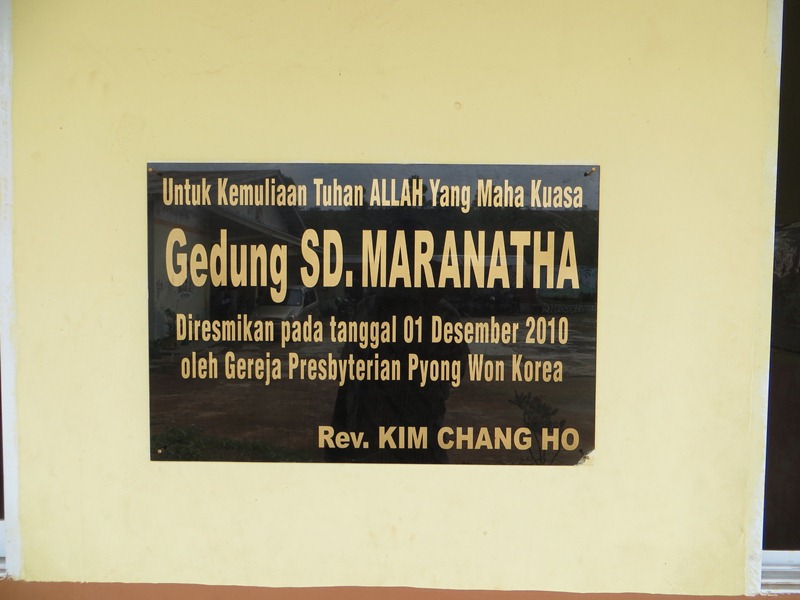 Untuk Kemuliaan Tuhan ALLAH Yang Maha Kuasa
Gedung SD. MARANATHA
Diresmikan pada tanggal 01 Desember 2010
oleh Gereja Presbyterian Pyong Won Korea
Rev. KIM CHANG HO